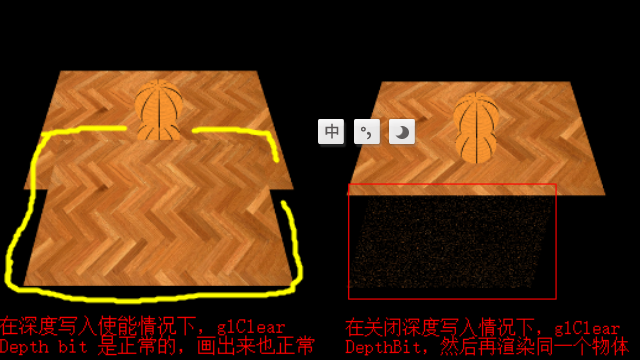 中
在深度写入使能情况下，glClear
Depth bit 是正常的，画出来也正常
在关闭深度写入情况下，glClear
DepthBit，然后再渲染同一个物体